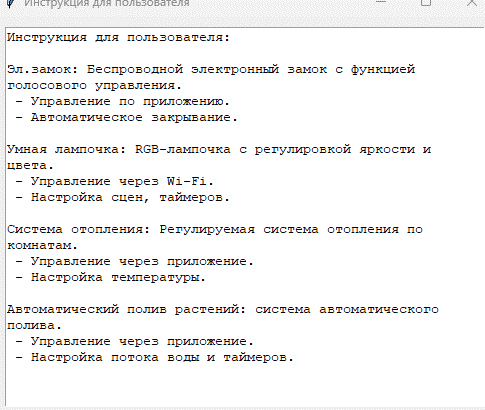 Инструкция для пользователя
Инструкция для пользователя:
Эл.замок: Беспроводной электронный замок с функцией
голосового управления.
- Управление по приложению.
- Автоматическое закрывание.
Умная лампочка: RGB-лампочка с регулировкой яркости и
цвета.
- Управление через Wi-Fi.
- Настройка сцен, таймеров.
Система отопления: Регулируемая система отопления по
комнатам.
- Управление через приложение.
- Настройка температуры.
Автоматический полив растений: система автоматического
полива.
- Управление через приложение.
- Настройка потока воды и таймеров.